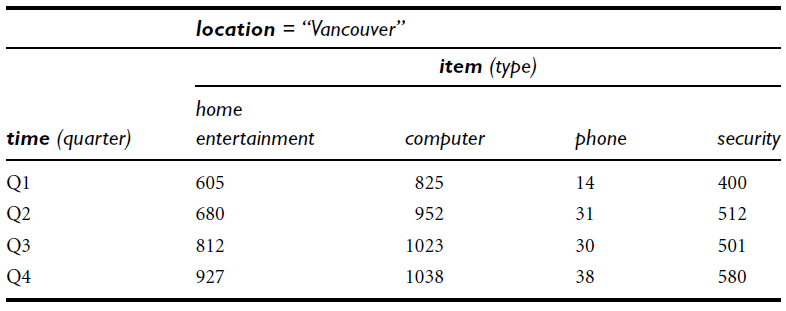 location = “Vancouver”
item (type)
home
time (quarter) entertainment computer phone security
Q1 605 825 14 400
Q2 680 952 31 512
Q3 812 1023 30 501
Q4 927 1038 38 580